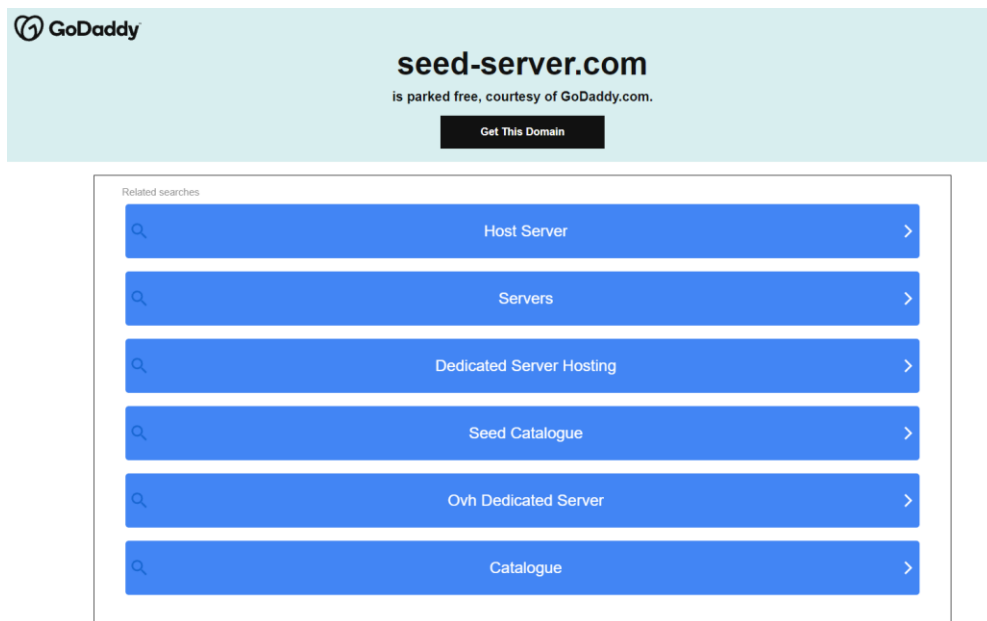 GoDaddy
seed-server.com
is parked free, courtesy of GoDaddy.com.
Get This Domain
Related searches
Host Server
Servers
Dedicated Server Hosting
Seed Catalogue
Ovh Dedicated Server
Catalogue